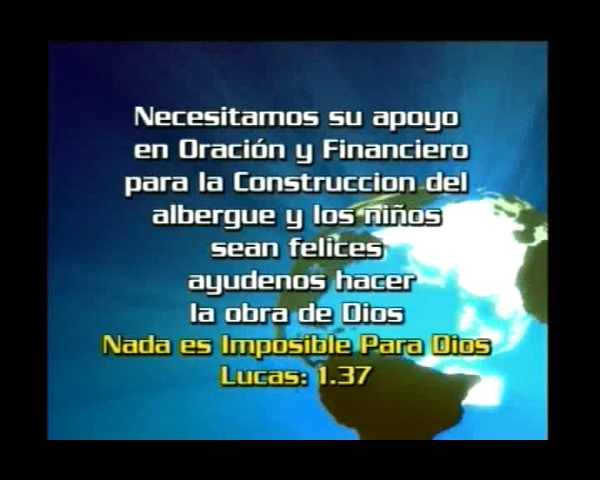 Necesitamos su apoyo
en Oración y Financiero
para la Construccion del
albergue y los niños
sean felices
ayudenos hacer
la obra de Dios
Nada es Imposible Para Dios
Lucas: 1.37